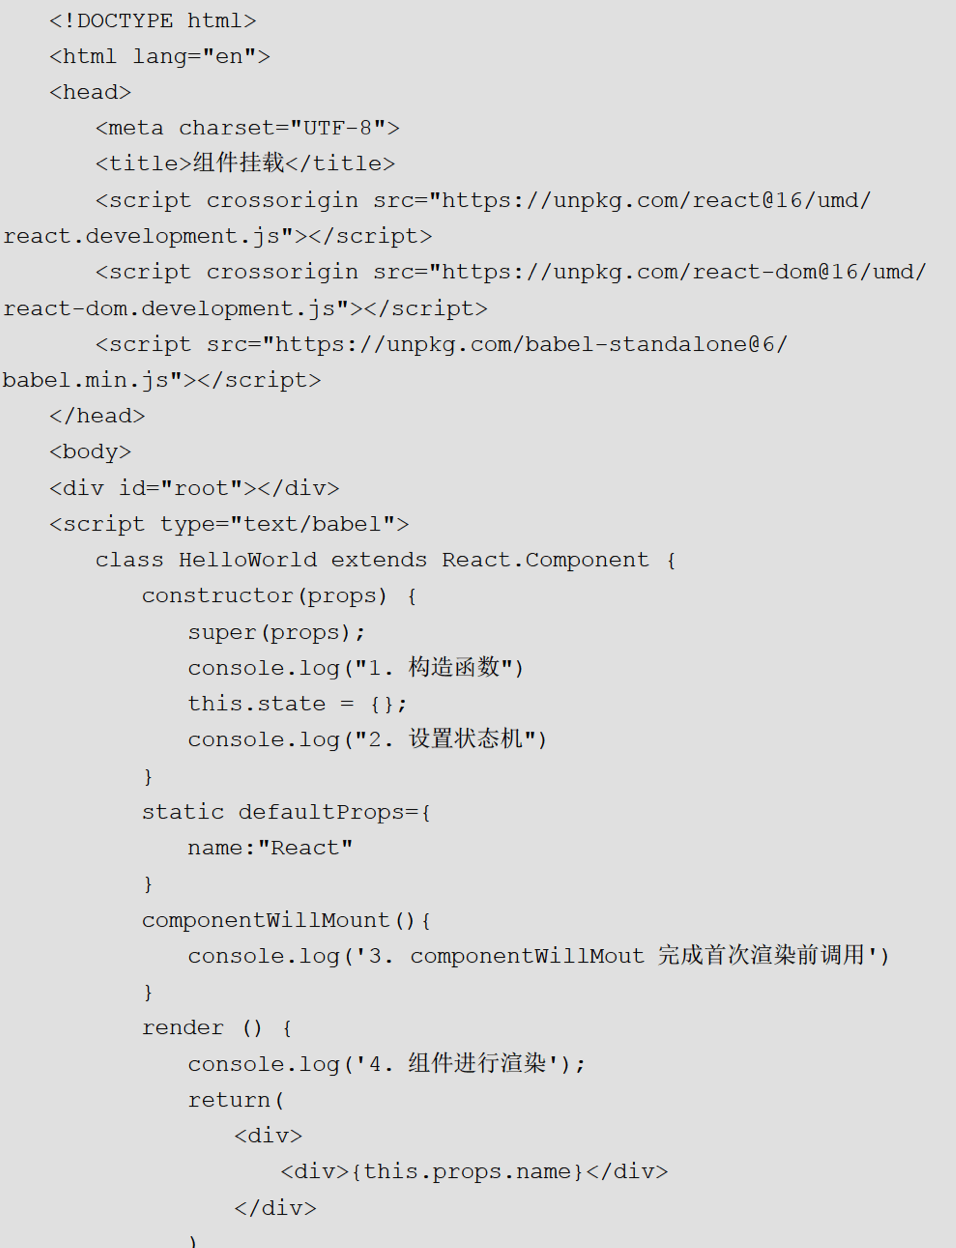 <!DOCTYPE html>
<html lang="en">
<head>
<meta charset="UTF-8">
<title>组件挂载</title>
<script crossorigin src="https://unpkg.com/react@16/umd/
react.development.js"></script>
<script crossorigin src="https://unpkg.com/react-dom@16/umd/
react-dom.development.js"></script>
<script src="https://unpkg.com/babel-standalone@6/
babel.min.js"></script>
</head>
<body>
<div id="root"></div>
<script type="text/babel">
class HelloWorld extends React.Component {
constructor(props) {
super(props);
console.log("1. 构造函数")
this.state = {};
console.log("2. 设置状态机")
}
static defaultProps={
name:"React"
}
componentWillMount(){
console.log('3. componentWillMout 完成首次渲染前调用')
}
render () {
console.log('4. 组件进行渲染');
return(
<div>
<div>{this.props.name}</div>
</div>
)